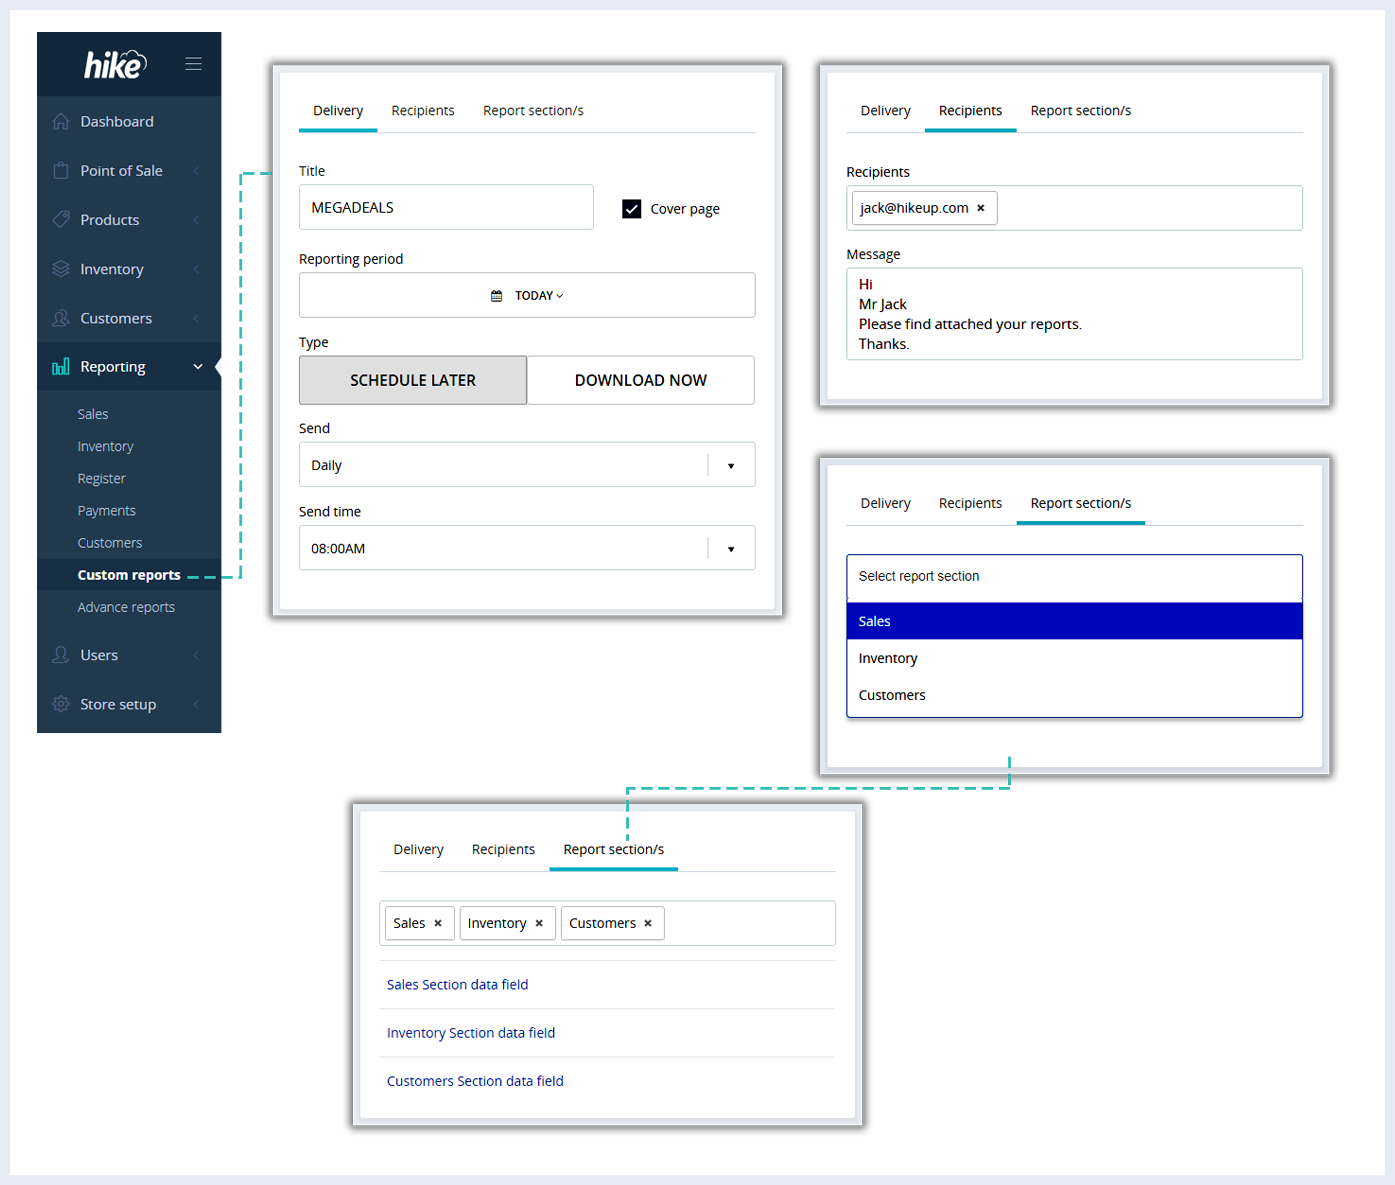 hike
Dashboard
Point of Sale
Products
Inventory
Customers
Reporting
Sales
Inventory
Register
Payments
Customers
Custom reports
Advance reports
Users
Store setup
Delivery Recipients Report section/s
Title
MEGADEALS
Cover page
Reporting period
TODAY
Type
SCHEDULE LATER DOWNLOAD NOW
Send
Daily
Send time
08:00AM
Delivery Recipients Report section/s
Recipients
jack@hikeup.com ×
Message
Hi
Mr Jack
Please find attached your reports.
Thanks.
Delivery Recipients Report section/s
Select report section
Sales
Inventory
Customers
Delivery Recipients Report section/s
Sales × Inventory × Customers ×
Sales Section data field
Inventory Section data field
Customers Section data field